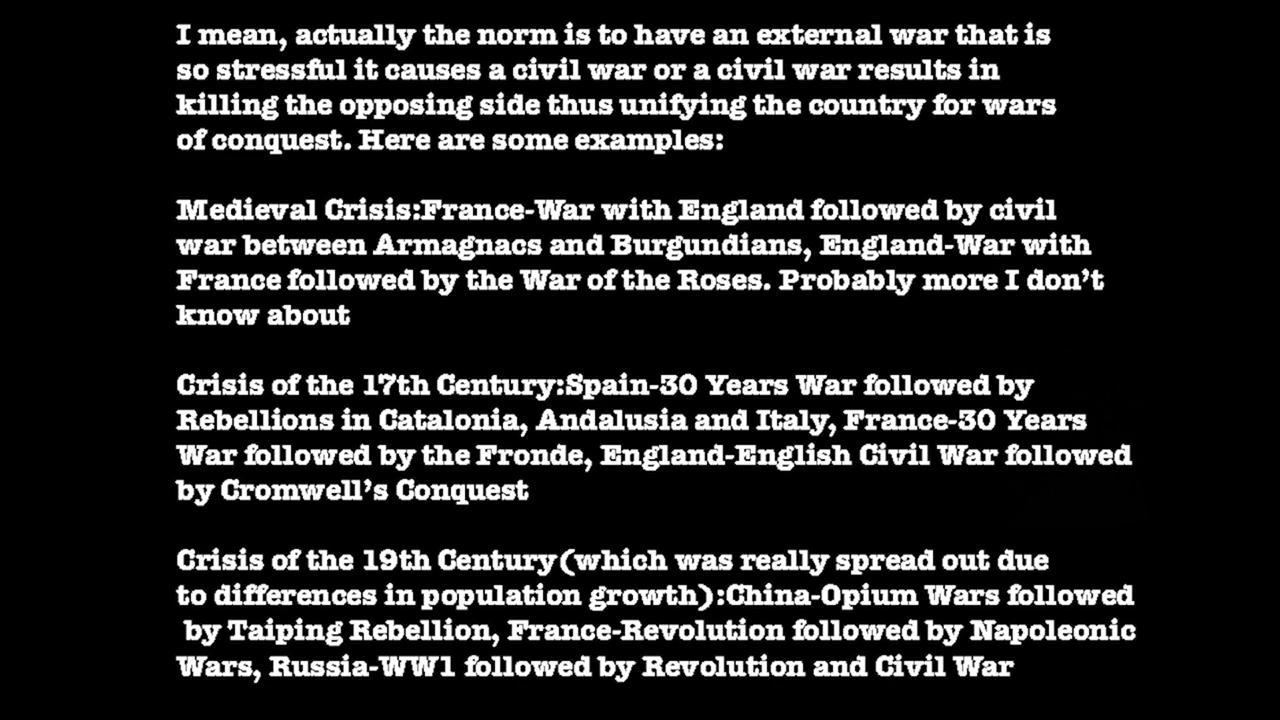 I mean, actually the norm is to have an external war that is
so stressful it causes a civil war or a civil war results in
killing the opposing side thus unifying the country for wars
of conquest. Here are some examples:
Medieval Crisis:France-War with England followed by civil
war between Armagnacs and Burgundians, England-War with
France followed by the War of the Roses. Probably more I don't
know about
Crisis of the 17th Century:Spain-30 Years War followed by
Rebellions in Catalonia, Andalusia and Italy, France-30 Years
War followed by the Fronde, England-English Civil War followed
by Cromwell's Conquest
Crisis of the 19th Century(which was really spread out due
to differences in population growth):China-Opium Wars followed
by Taiping Rebellion, France-Revolution followed by Napoleonic
Wars, Russia-WW1 followed by Revolution and Civil War